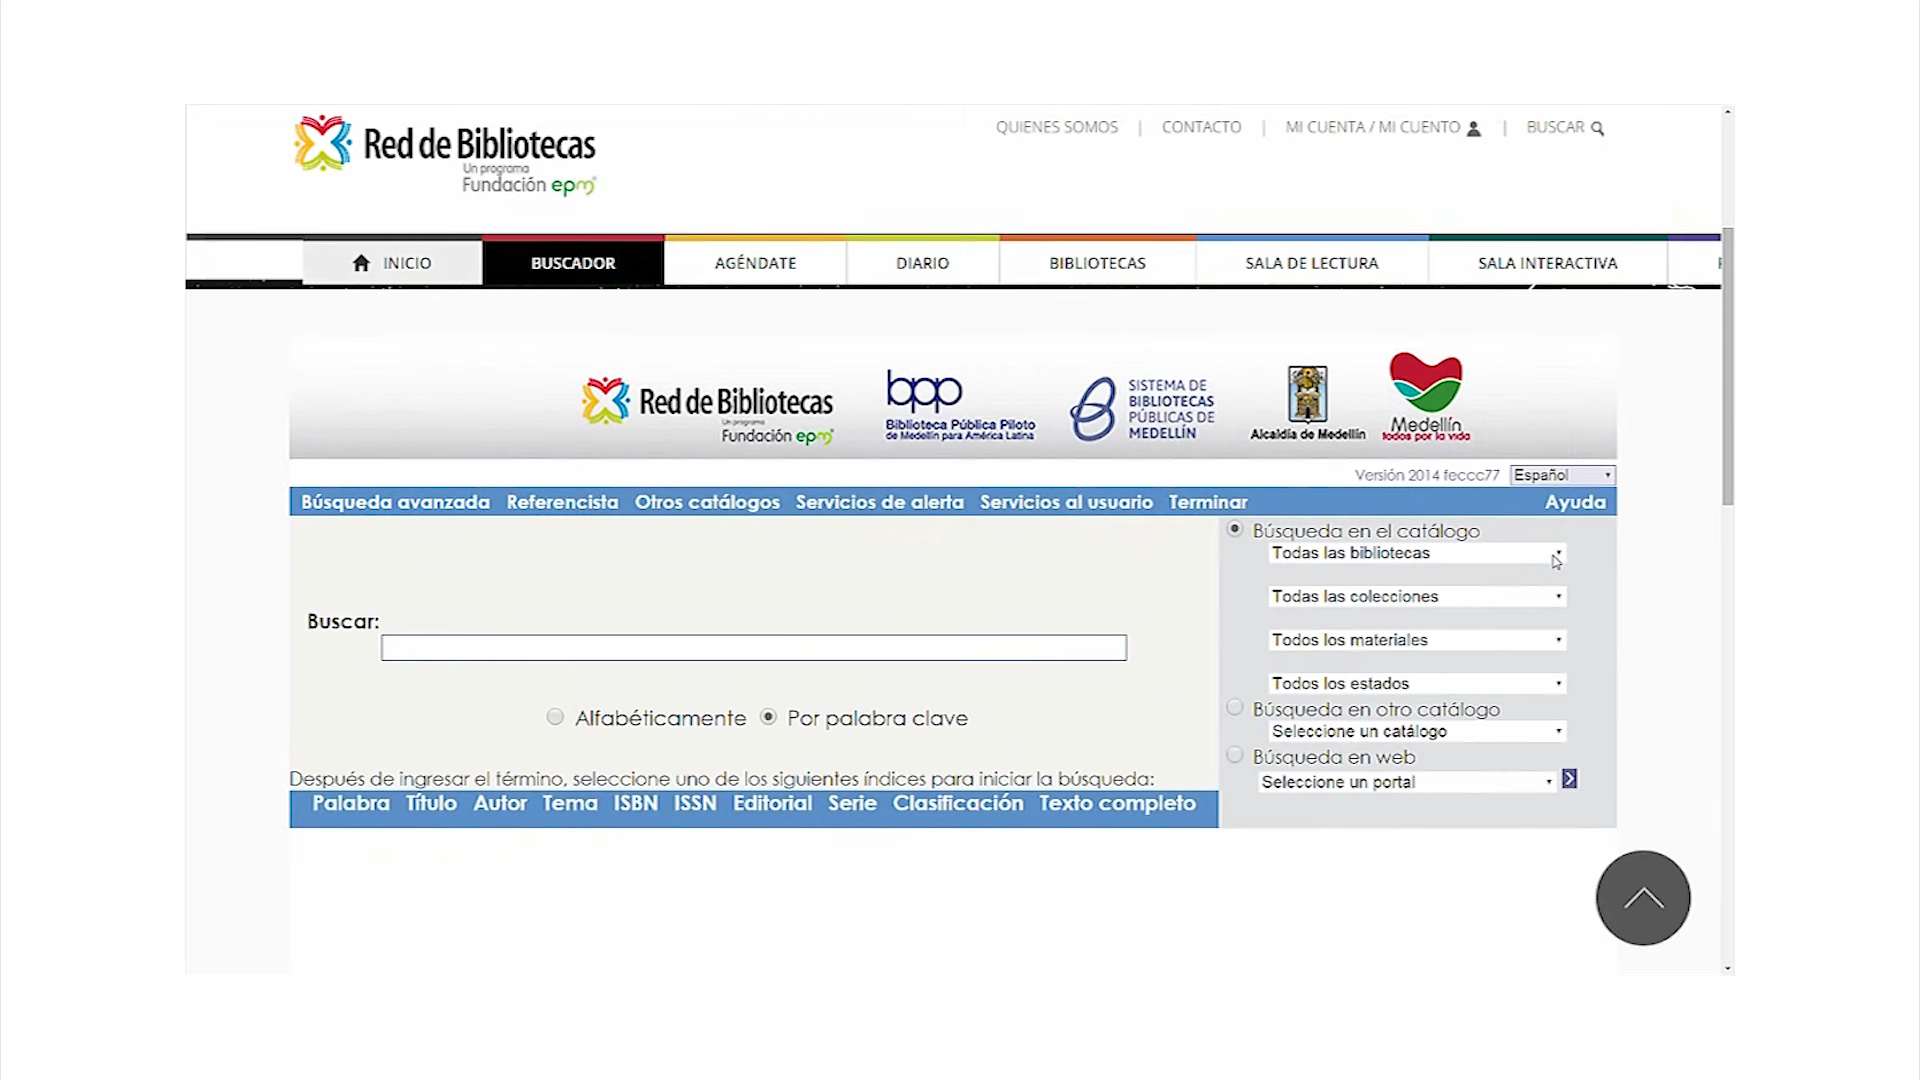 Red de Bibliotecas
Un programa
Fundación epm
QUIENES SOMOS | CONTACTO | MI CUENTA / MI CUENTO | BUSCAR
INICIO BUSCADOR AGÉNDATE DIARIO BIBLIOTECAS SALA DE LECTURA SALA INTERACTIVA
Red de Bibliotecas
Un programa
Fundación epm
bpp
Biblioteca Pública Piloto
de Medellín para América Latina
SISTEMA DE
BIBLIOTECAS
PÚBLICAS DE
MEDELLÍN
Alcaldía de Medellín
Medellín
todos por la vida
Versión 2014 feccc77 Español
Búsqueda avanzada Referencista Otros catálogos Servicios de alerta Servicios al usuario Terminar Ayuda
Búsqueda en el catálogo
Todas las bibliotecas
Todas las colecciones
Todos los materiales
Todos los estados
Búsqueda en otro catálogo
Seleccione un catálogo
Búsqueda en web
Seleccione un portal
Buscar:
Alfabéticamente Por palabra clave
Después de ingresar el término, seleccione uno de los siguientes índices para iniciar la búsqueda:
Palabra Título Autor Tema ISBN ISSN Editorial Serie Clasificación Texto completo